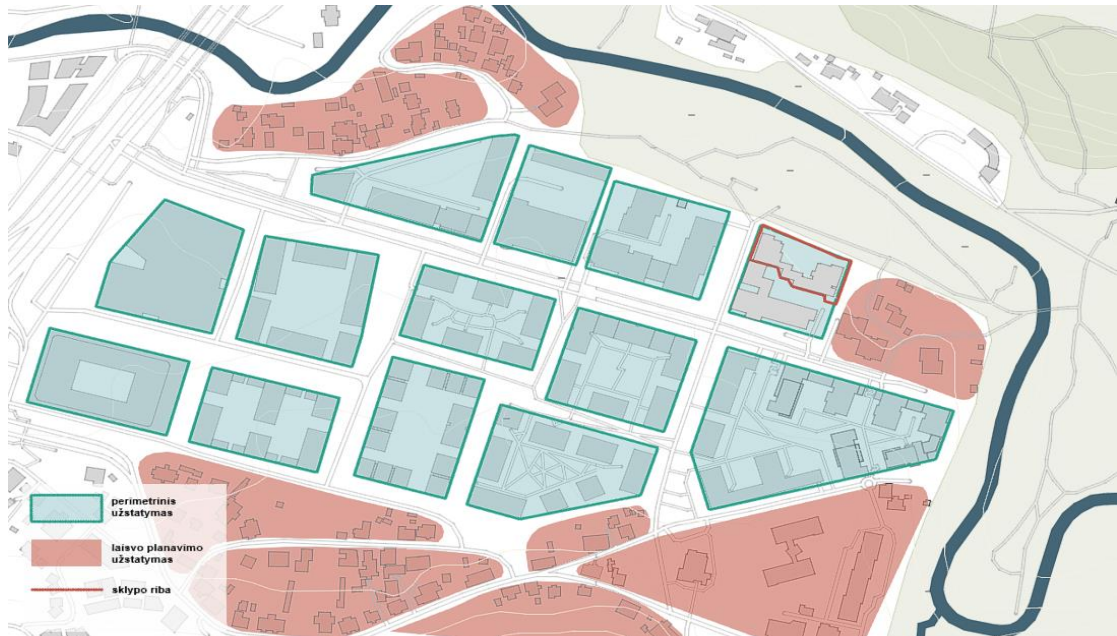 perimetrinis
užstatymas
laisvo planavimo
užstatymas
sklypo riba